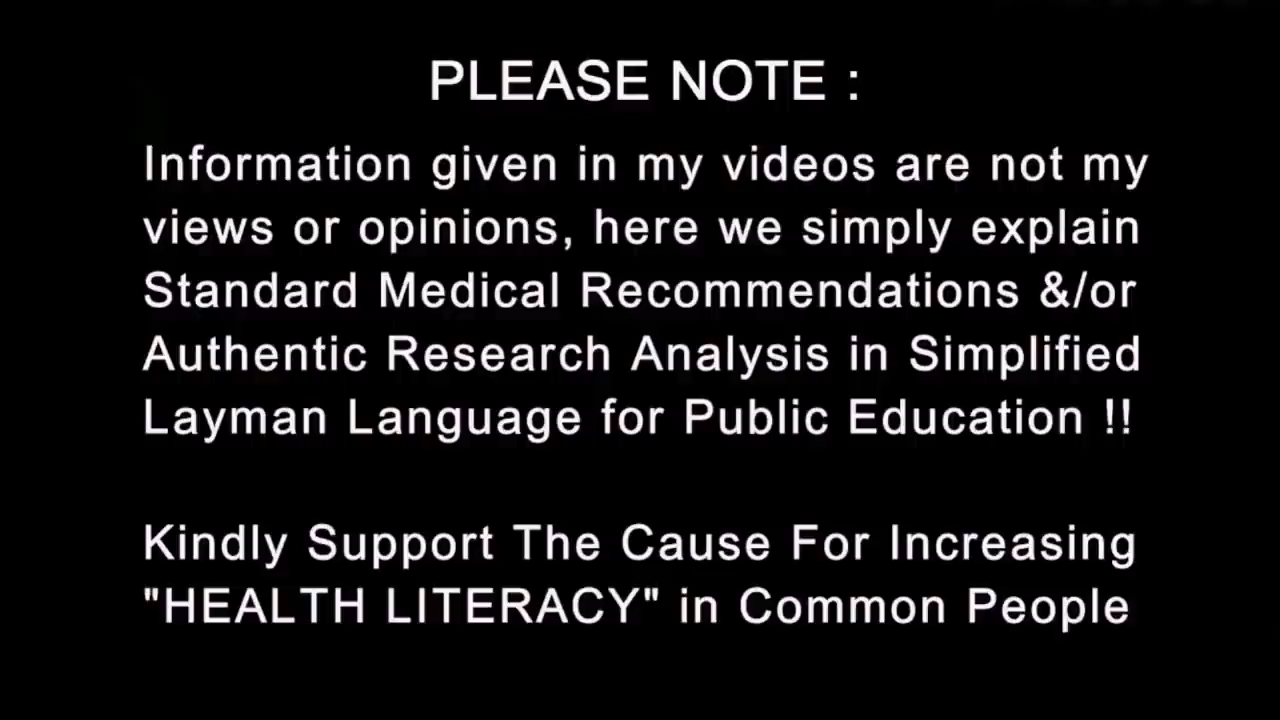 PLEASE NOTE :
Information given in my videos are not my
views or opinions, here we simply explain
Standard Medical Recommendations &/or
Authentic Research Analysis in Simplified
Layman Language for Public Education !!
Kindly Support The Cause For Increasing
"HEALTH LITERACY" in Common People